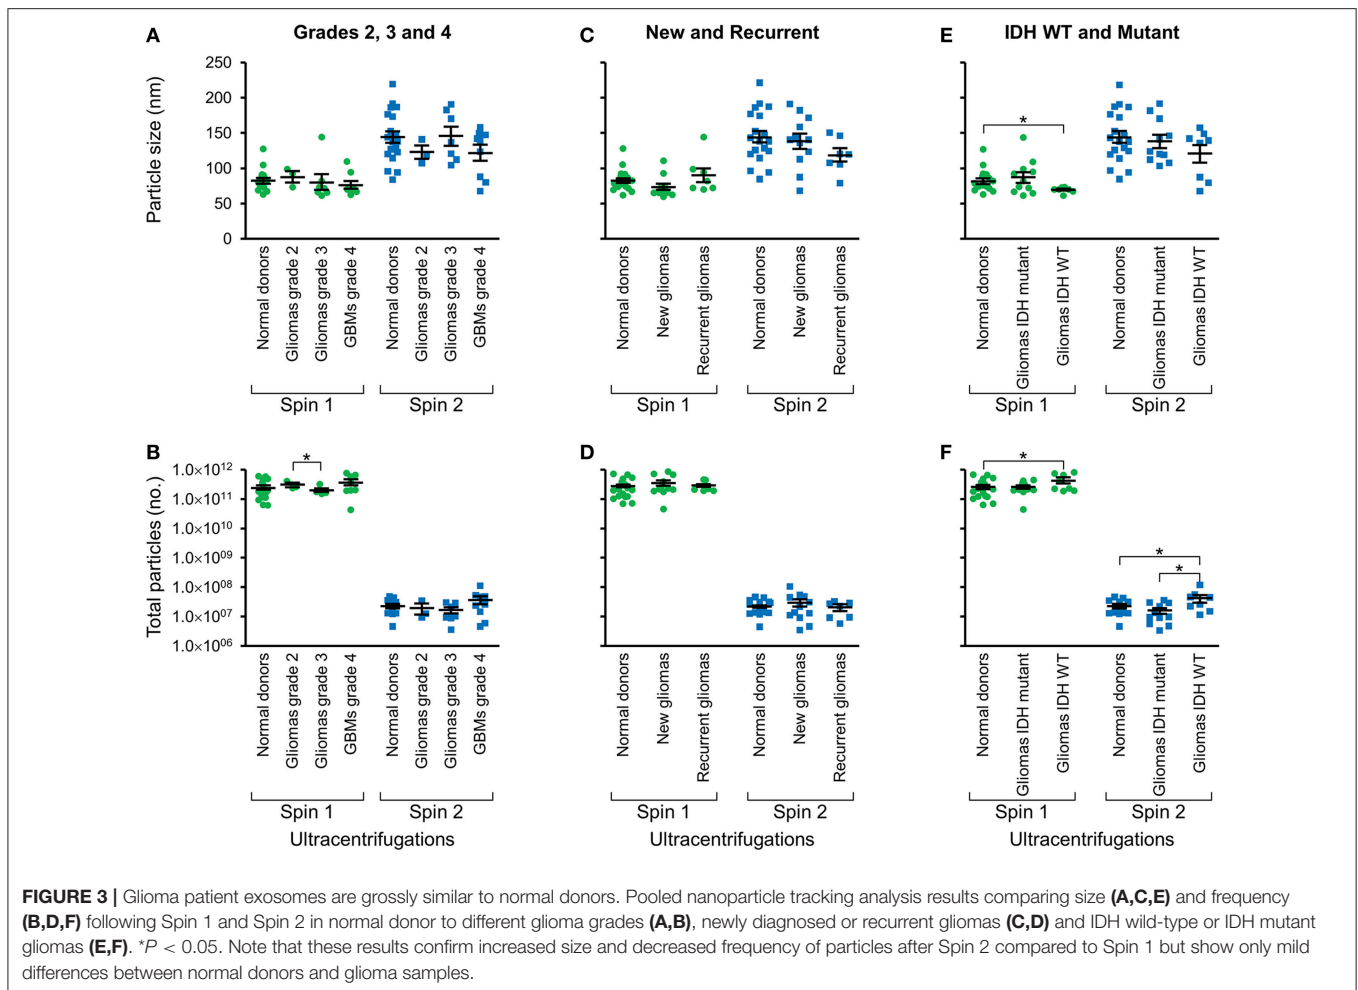 A Grades 2, 3 and 4
Particle size (nm)
250
200
150
100
50
0
Normal donors
Gliomas grade 2
Gliomas grade 3
GBMs grade 4
Normal donors
Gliomas grade 2
Gliomas grade 3
GBMs grade 4
Spin 1
Spin 2
C New and Recurrent
Normal donors
New gliomas
Recurrent gliomas
Normal donors
New gliomas
Recurrent gliomas
Spin 1
Spin 2
E IDH WT and Mutant
*
Normal donors
Gliomas IDH mutant
Gliomas IDH WT
Normal donors
Gliomas IDH mutant
Gliomas IDH WT
Spin 1
Spin 2
B
Total particles (no.)
1.0×10¹²
1.0×10¹¹
1.0×10¹⁰
1.0×10⁰⁹
1.0×10⁰⁸
1.0×10⁰⁷
1.0×10⁰⁶
*
Normal donors
Gliomas grade 2
Gliomas grade 3
GBMs grade 4
Normal donors
Gliomas grade 2
Gliomas grade 3
GBMs grade 4
Spin 1
Spin 2
Ultracentrifugations
D
Normal donors
New gliomas
Recurrent gliomas
Normal donors
New gliomas
Recurrent gliomas
Spin 1
Spin 2
Ultracentrifugations
F
*
*
*
Normal donors
Gliomas IDH mutant
Gliomas IDH WT
Normal donors
Gliomas IDH mutant
Gliomas IDH WT
Spin 1
Spin 2
Ultracentrifugations
FIGURE 3 | Glioma patient exosomes are grossly similar to normal donors. Pooled nanoparticle tracking analysis results comparing size (A,C,E) and frequency
(B,D,F) following Spin 1 and Spin 2 in normal donor to different glioma grades (A,B), newly diagnosed or recurrent gliomas (C,D) and IDH wild-type or IDH mutant
gliomas (E,F). *P < 0.05. Note that these results confirm increased size and decreased frequency of particles after Spin 2 compared to Spin 1 but show only mild
differences between normal donors and glioma samples.